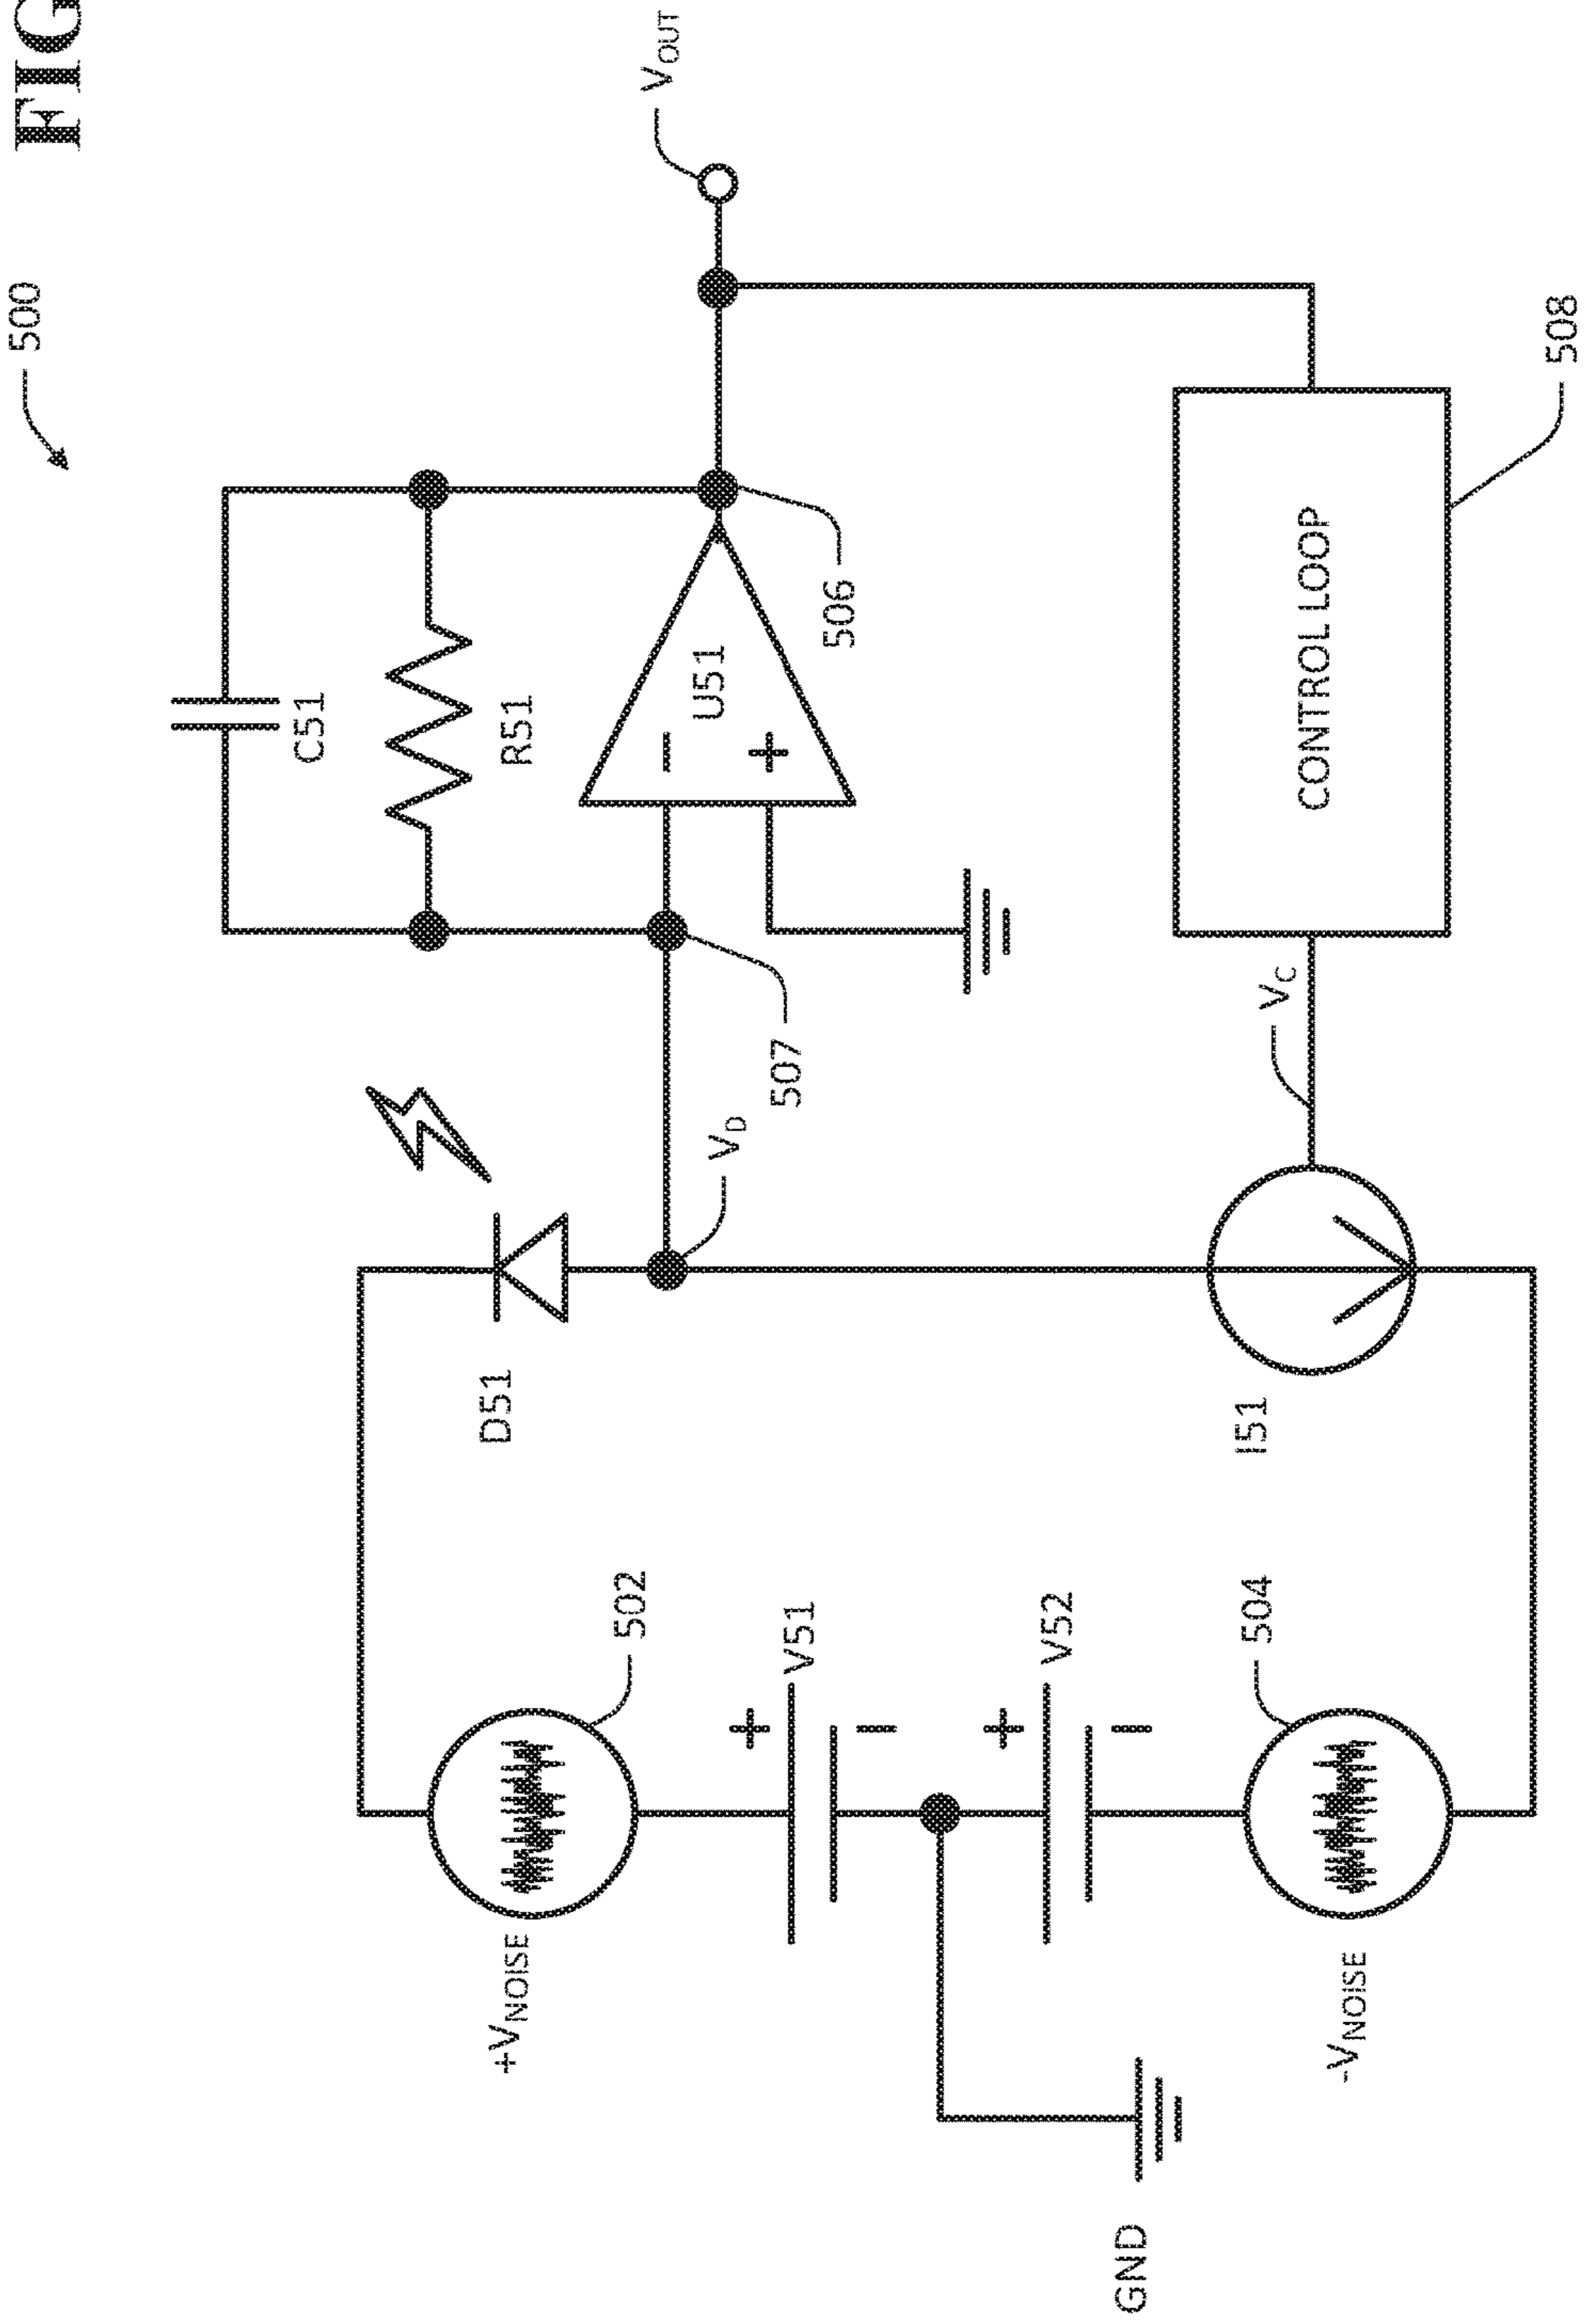 FIG
500
C51
R51
U51
506
507
VOUT
D51
VD
+VNOISE
502
V51
+
−
V52
+
−
GND
504
-VNOISE
I51
VC
CONTROL LOOP
508
−
+